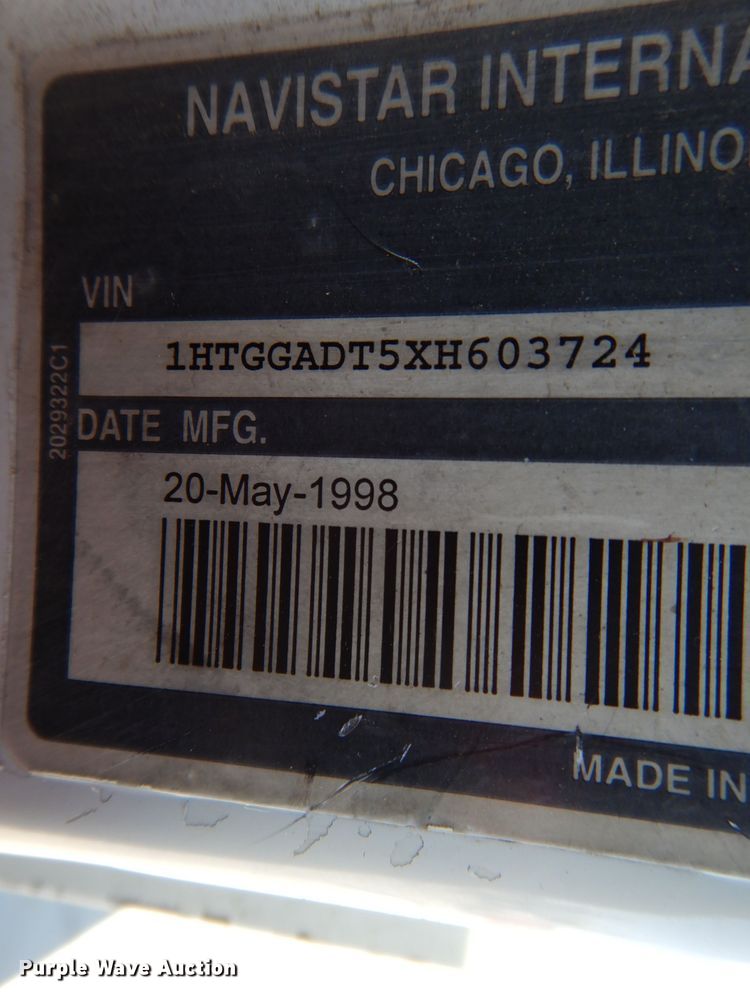 NAVISTAR INTERNA
CHICAGO, ILLINO
VIN
1HTGGADT5XH603724
2029322C1
DATE MFG.
20-May-1998
MADE IN
Purple Wave Auction